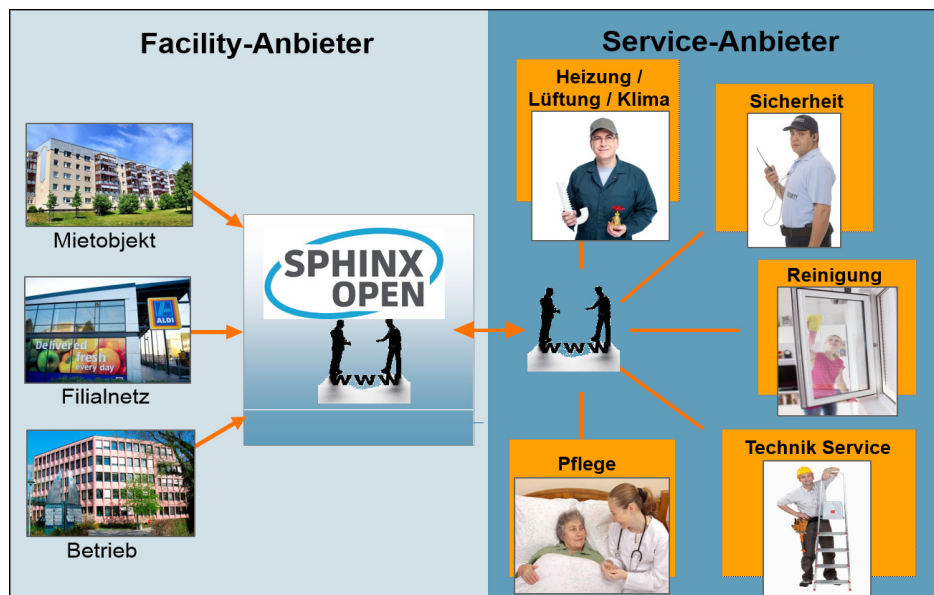 Facility-Anbieter
Service-Anbieter
Mietobjekt
ALDI
Delivered
fresh
every day
Filialnetz
Betrieb
SPHINX
OPEN
WWW
WWW
Heizung /
Lüftung / Klima
Sicherheit
Reinigung
Technik Service
Pflege